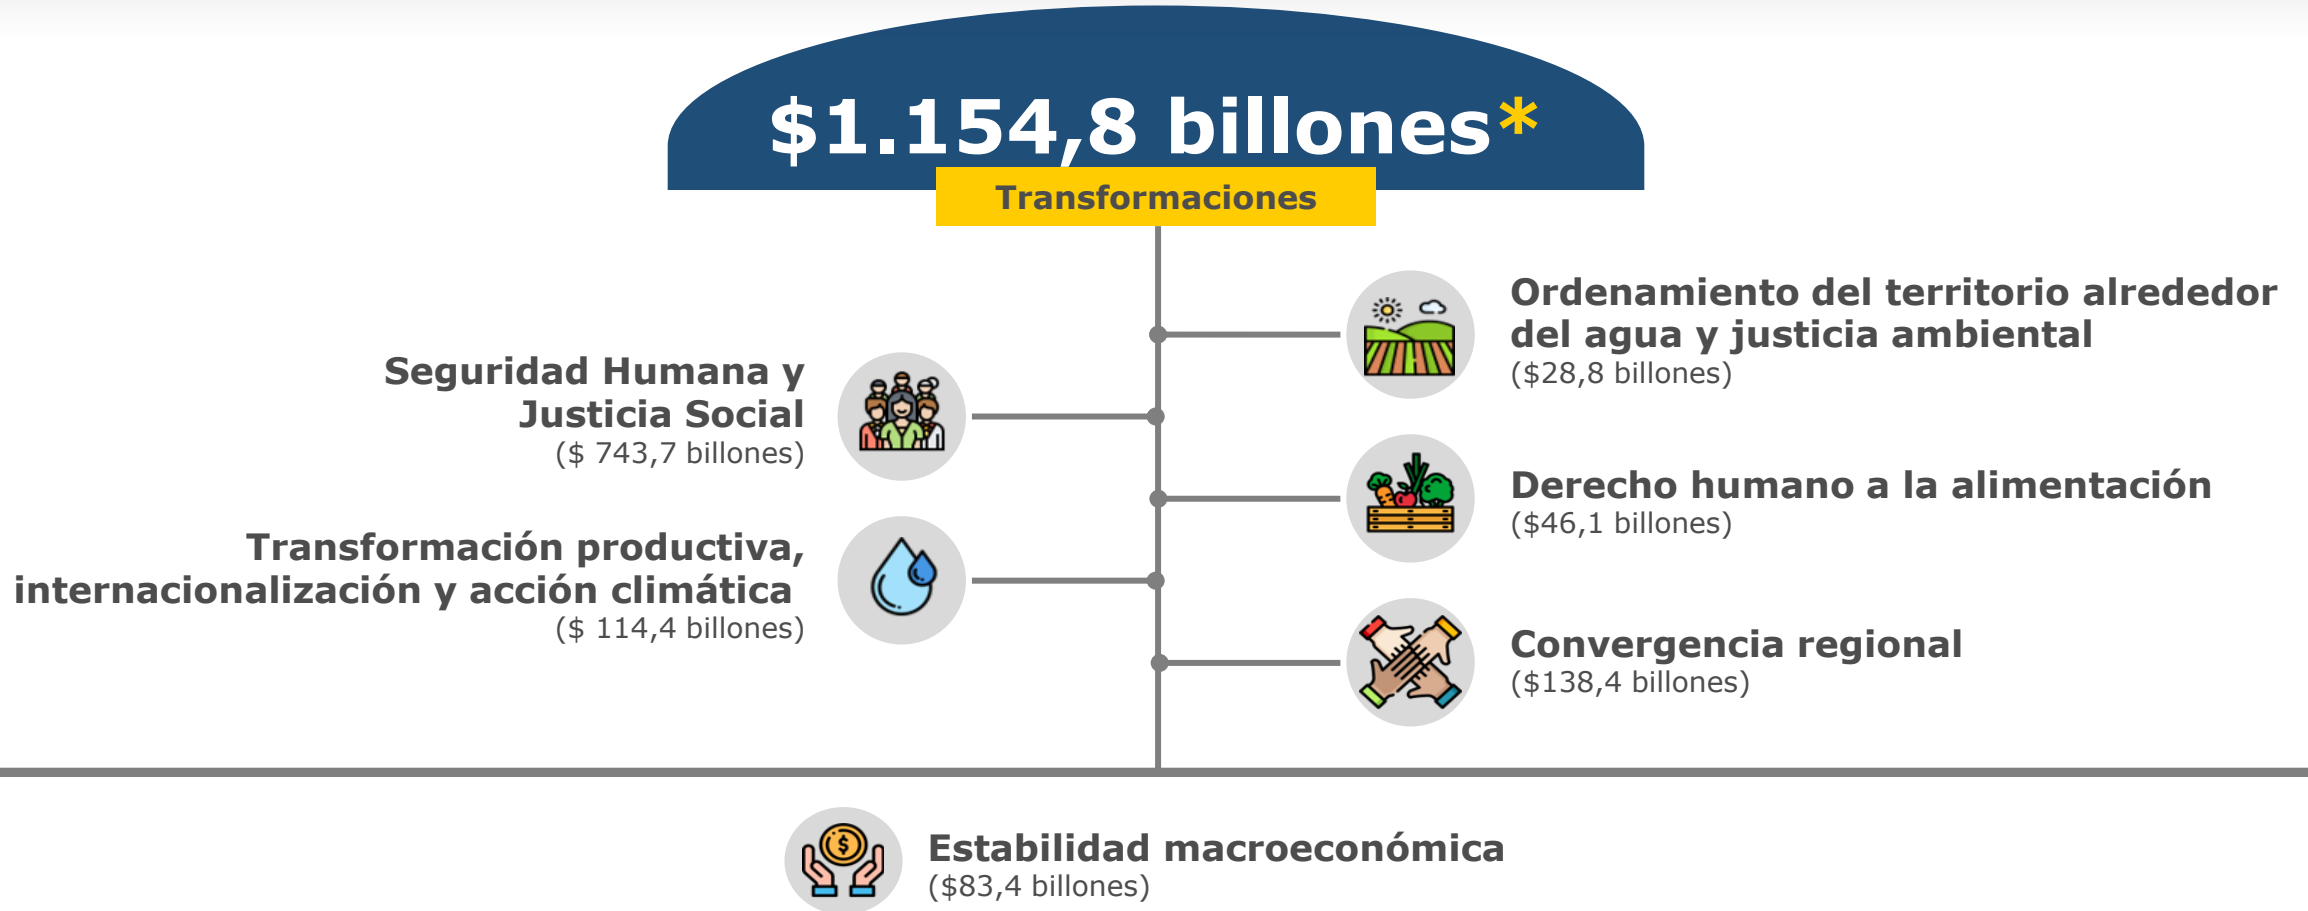 $1.154,8 billones*
Transformaciones
Seguridad Humana y
Justicia Social
($ 743,7 billones)
Transformación productiva,
internacionalización y acción climática
($ 114,4 billones)
Ordenamiento del territorio alrededor
del agua y justicia ambiental
($28,8 billones)
Derecho humano a la alimentación
($46,1 billones)
Convergencia regional
($138,4 billones)
Estabilidad macroeconómica
($83,4 billones)